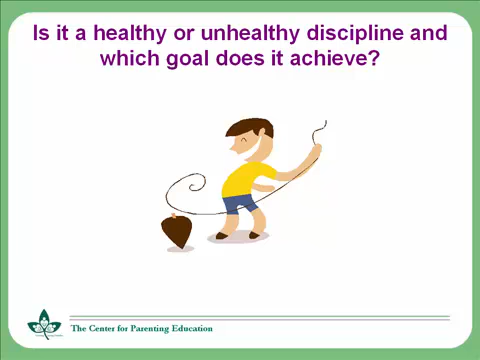 Is it a healthy or unhealthy discipline and
which goal does it achieve?
The Center for Parenting Education